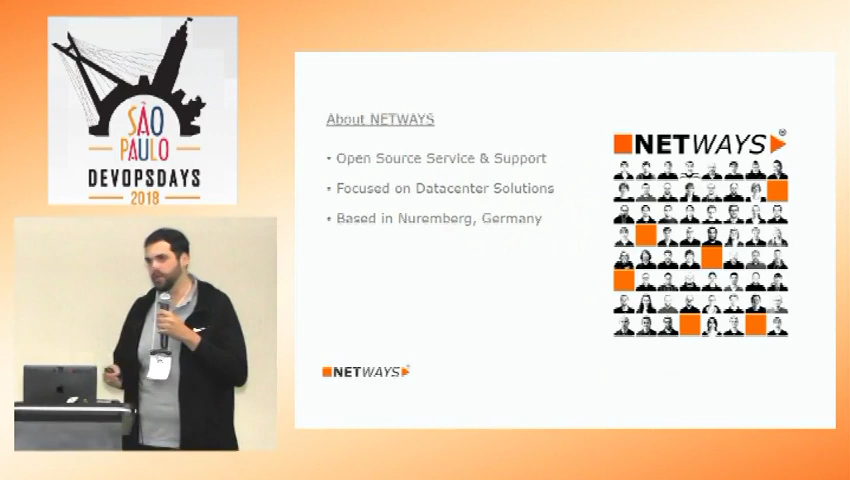 SÃO
PAULO
DEVOPSDAYS
2018
About NETWAYS
• Open Source Service & Support
• Focused on Datacenter Solutions
• Based in Nuremberg, Germany
NETWAYS®
NETWAYS